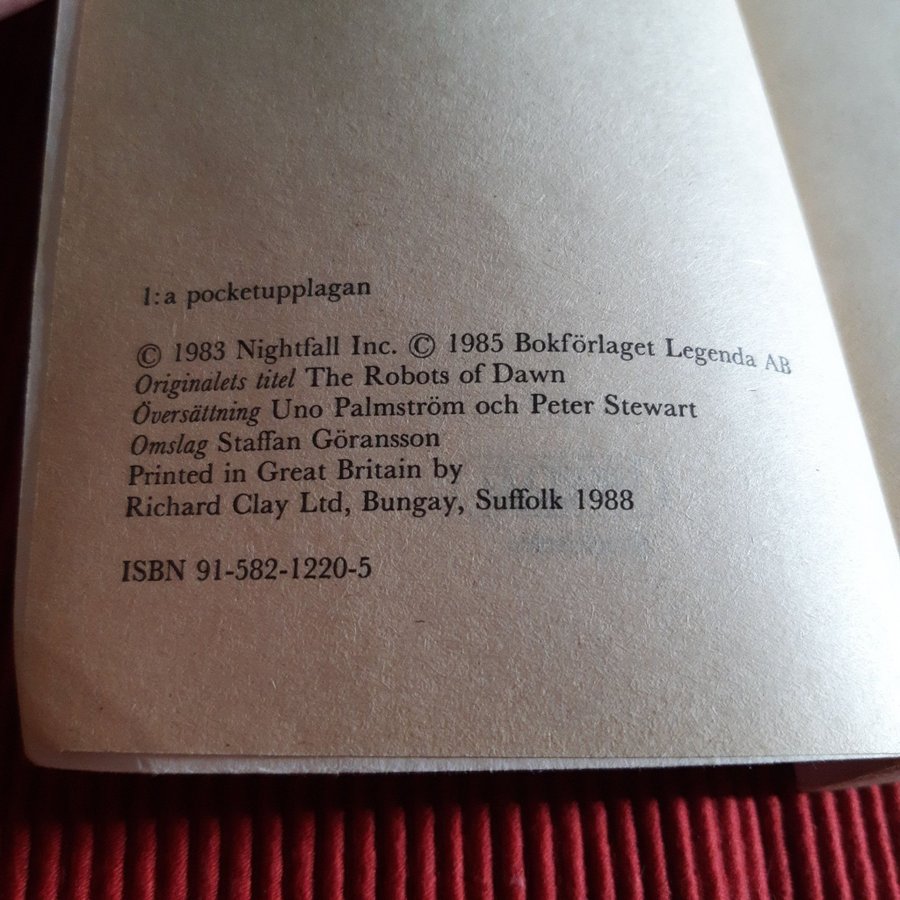 1:a pocketupplagan
© 1983 Nightfall Inc. © 1985 Bokförlaget Legenda AB
Originalets titel The Robots of Dawn
Översättning Uno Palmström och Peter Stewart
Omslag Staffan Göransson
Printed in Great Britain by
Richard Clay Ltd, Bungay, Suffolk 1988
ISBN 91-582-1220-5